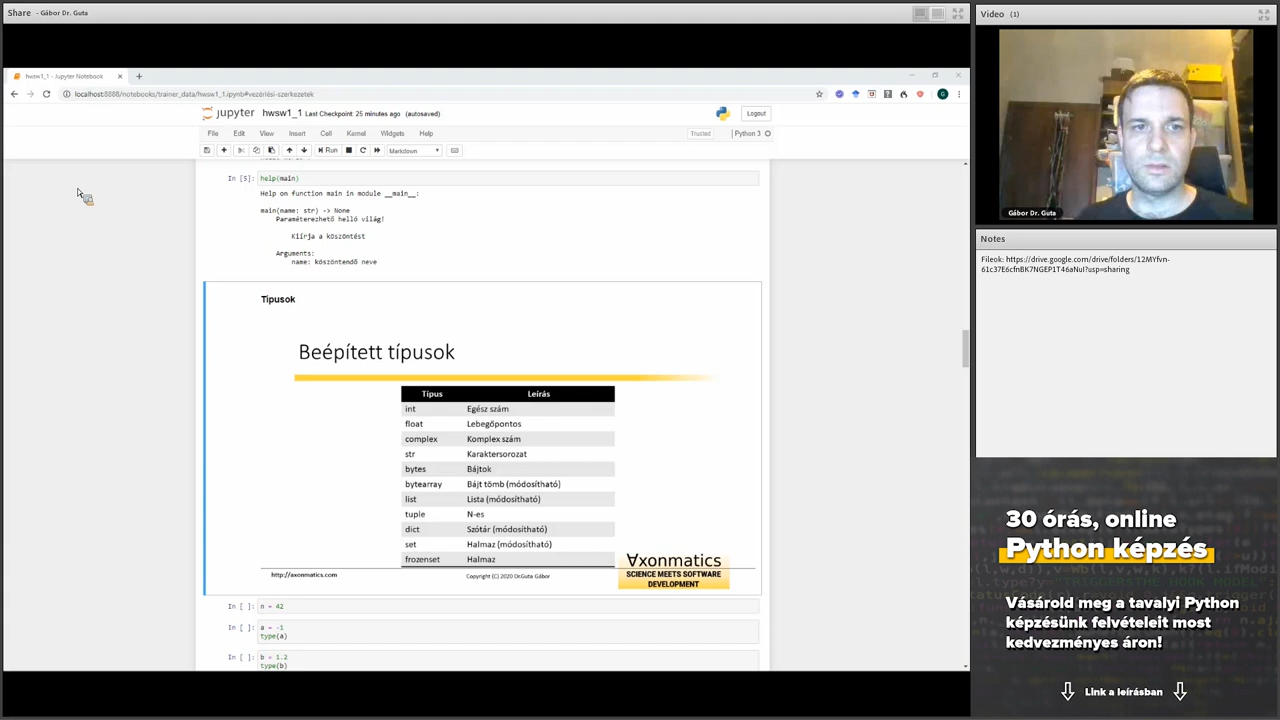 Share - Gábor Dr. Guta
hwsw1_1 - Jupyter Notebook
localhost:8888/notebooks/trainer_data/hwsw1_1.ipynb#vezérlési-szerkezetek
jupyter hwsw1_1 Last Checkpoint: 25 minutes ago (autosaved)
Logout
File Edit View Insert Cell Kernel Widgets Help
Trusted
Python 3
Run
Markdown
In [5]: help(main)
Help on function main in module __main__:
main(name: str) -> None
Paraméterezhető helló világ!
Kiírja a köszöntést
Arguments:
name: köszöntendő neve
Típusok
Beépített típusok
Típus Leírás
int Egész szám
float Lebegőpontos
complex Komplex szám
str Karaktersorozat
bytes Bájtok
bytearray Bájt tömb (módosítható)
list Lista (módosítható)
tuple N-es
dict Szótár (módosítható)
set Halmaz (módosítható)
frozenset Halmaz
http://axonmatics.com
Copyright (C) 2020 Dr.Guta Gábor
∀xonmatics
SCIENCE MEETS SOFTWARE
DEVELOPMENT
In [ ]: n = 42
In [ ]: a = -1
type(a)
In [ ]: b = 1.2
type(b)
Video (1)
Gábor Dr. Guta
Notes
Fileok: https://drive.google.com/drive/folders/12MYfvn-
61c37E6cfnBK7NGEP1T46aNuI?usp=sharing
30 órás, online
Python képzés
Vásárold meg a tavalyi Python
képzésünk felvételeit most
kedvezményes áron!
Link a leírásban